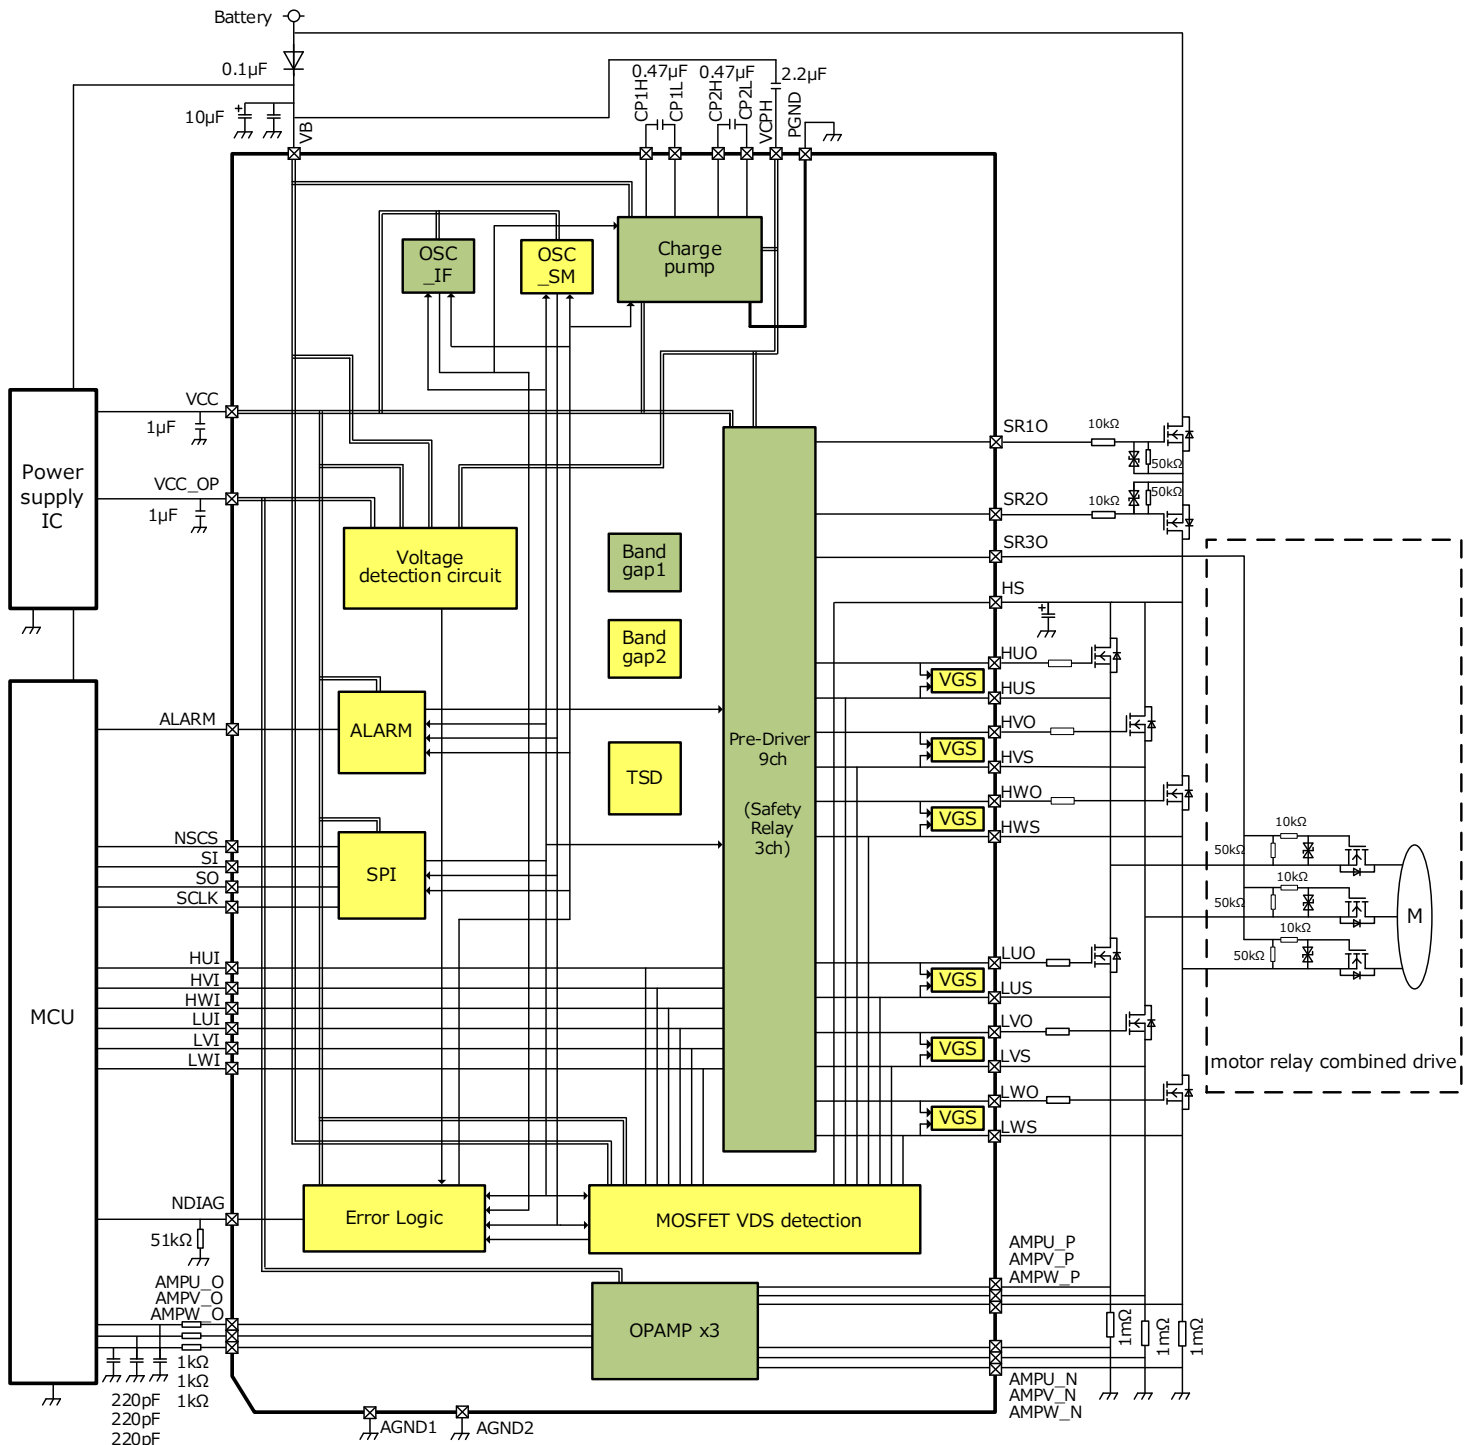 Battery
0.1µF
10µF
VB
0.47µF
0.47µF
2.2µF
CP1H
CP1L
CP2H
CP2L
VCPH
PGND
OSC
_IF
OSC
_SM
Charge
pump
VCC
1µF
VCC_OP
1µF
Power
supply
IC
Voltage
detection circuit
Band
gap1
Band
gap2
TSD
ALARM
ALARM
SPI
NSCS
SI
SO
SCLK
MCU
HUI
HVI
HWI
LUI
LVI
LWI
Pre-Driver
9ch
(Safety
Relay
3ch)
SR1O
10kΩ
50kΩ
SR2O
10kΩ
50kΩ
SR3O
HS
HUO
VGS
HUS
HVO
VGS
HVS
HWO
VGS
HWS
10kΩ
50kΩ
10kΩ
50kΩ
10kΩ
50kΩ
M
LUO
VGS
LUS
LVO
VGS
LVS
LWO
VGS
LWS
motor relay combined drive
NDIAG
51kΩ
Error Logic
MOSFET VDS detection
AMPU_O
AMPV_O
AMPW_O
1kΩ
1kΩ
1kΩ
220pF
220pF
220pF
OPAMP x3
AMPU_P
AMPV_P
AMPW_P
1mΩ
1mΩ
1mΩ
AMPU_N
AMPV_N
AMPW_N
AGND1
AGND2